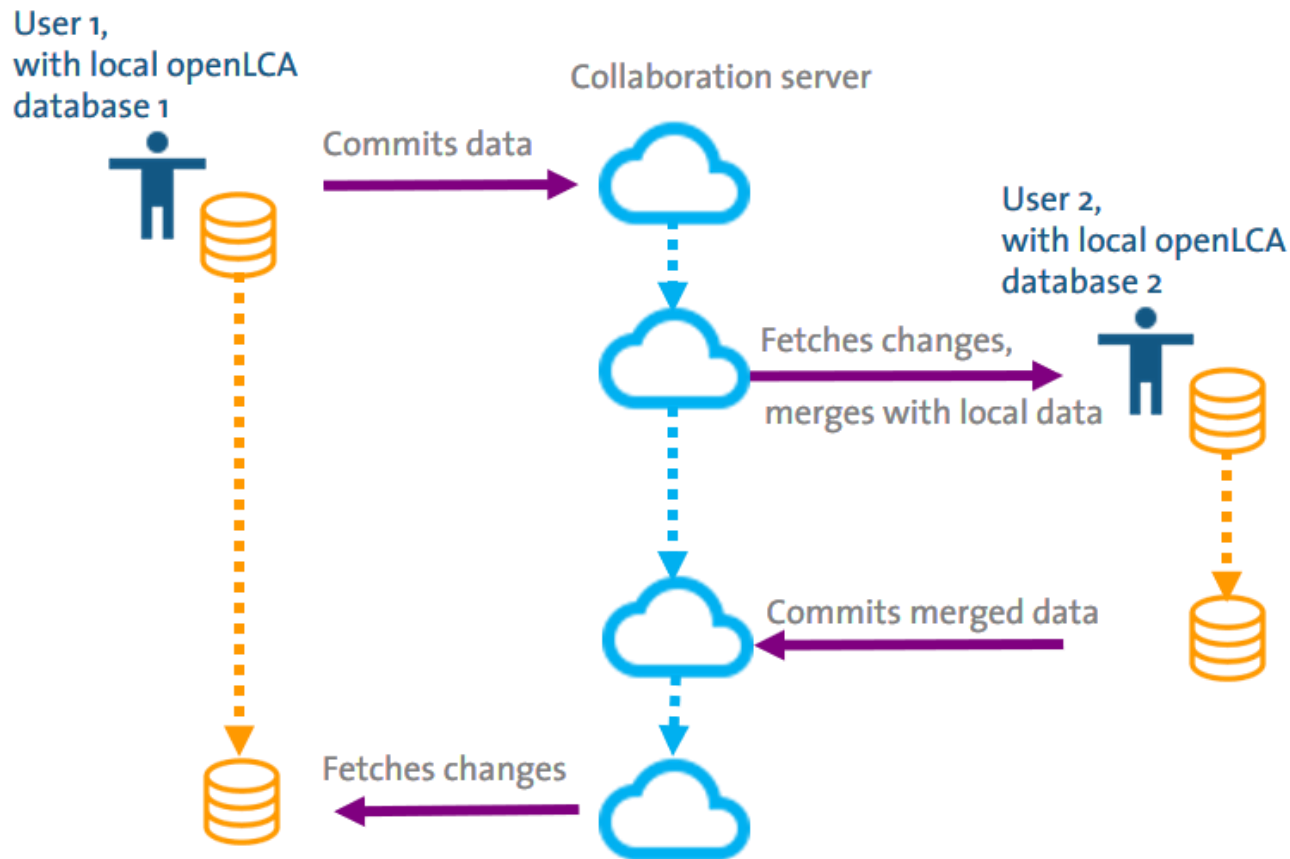 User 1,
with local openLCA
database 1
Collaboration server
Commits data
User 2,
with local openLCA
database 2
Fetches changes,
merges with local data
Commits merged data
Fetches changes